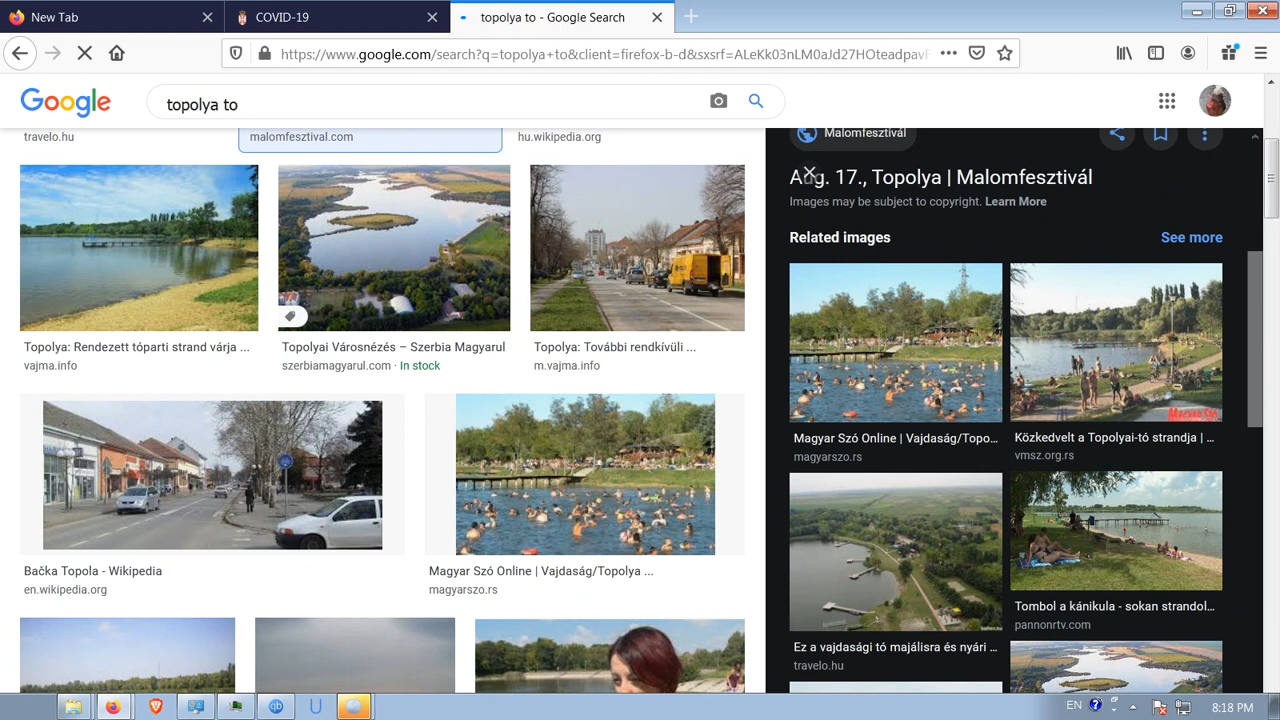 New Tab
COVID-19
topolya to - Google Search
https://www.google.com/search?q=topolya+to&client=firefox-b-d&sxsrf=ALeKk03nLM0aJd27HOteadpavF
Google
topolya to
travelo.hu
malomfesztival.com
hu.wikipedia.org
Topolya: Rendezett tóparti strand várja ...
vajma.info
Topolyai Városnézés – Szerbia Magyarul
szerbiamagyarul.com · In stock
Topolya: További rendkívüli ...
m.vajma.info
Bačka Topola - Wikipedia
en.wikipedia.org
Magyar Szó Online | Vajdaság/Topolya ...
magyarszo.rs
Malomfesztivál
Aug. 17., Topolya | Malomfesztivál
Images may be subject to copyright. Learn More
Related images
See more
MAGYAR SZÓ
Magyar Szó Online | Vajdaság/Topo...
magyarszo.rs
Közkedvelt a Topolyai-tó strandja | ...
vmsz.org.rs
Ez a vajdasági tó majálisra és nyári ...
travelo.hu
Tombol a kánikula - sokan strandol...
pannonrtv.com
qb
U
EN
8:18 PM